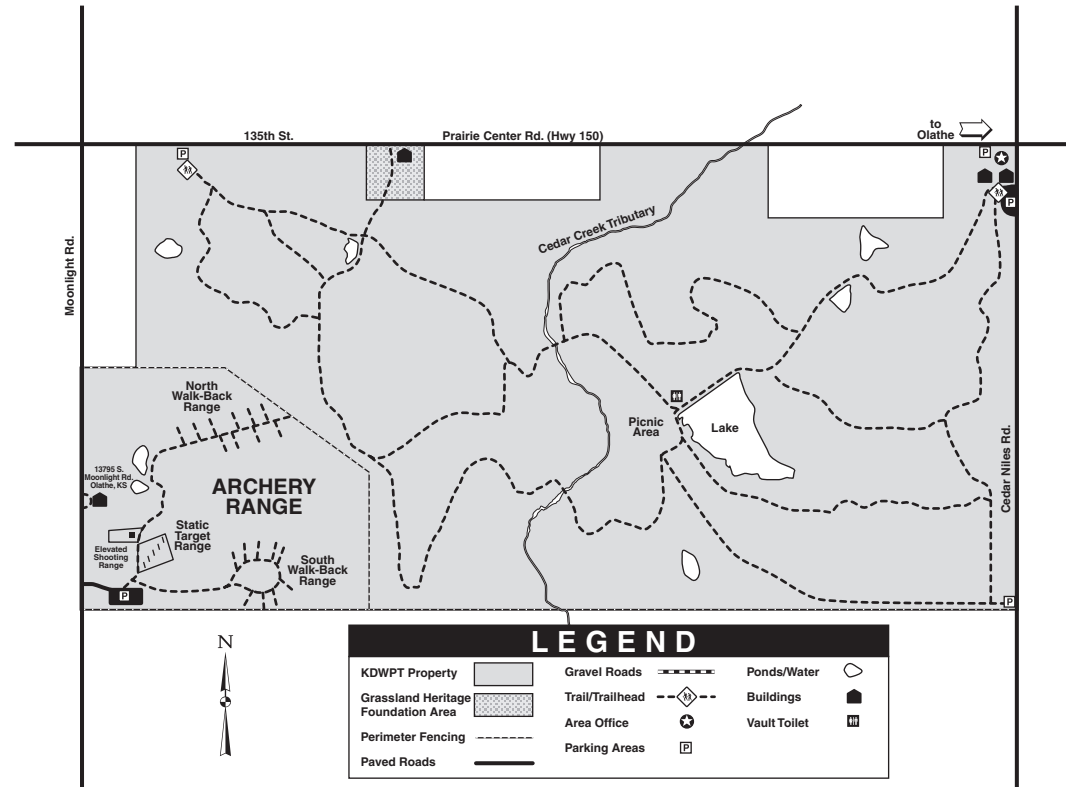 to
Olathe
135th St.
Prairie Center Rd. (Hwy 150)
P
P
P
Cedar Creek Tributary
Moonlight Rd.
North
Walk-Back
Range
Picnic
Area
Lake
Cedar Niles Rd.
13795 S.
Moonlight Rd.
Olathe, KS
ARCHERY
RANGE
Static
Target
Range
Elevated
Shooting
Range
South
Walk-Back
Range
P
P
N
LEGEND
KDWPT Property
Grassland Heritage
Foundation Area
Perimeter Fencing
Paved Roads
Gravel Roads
Trail/Trailhead
Area Office
Parking Areas
P
Ponds/Water
Buildings
Vault Toilet